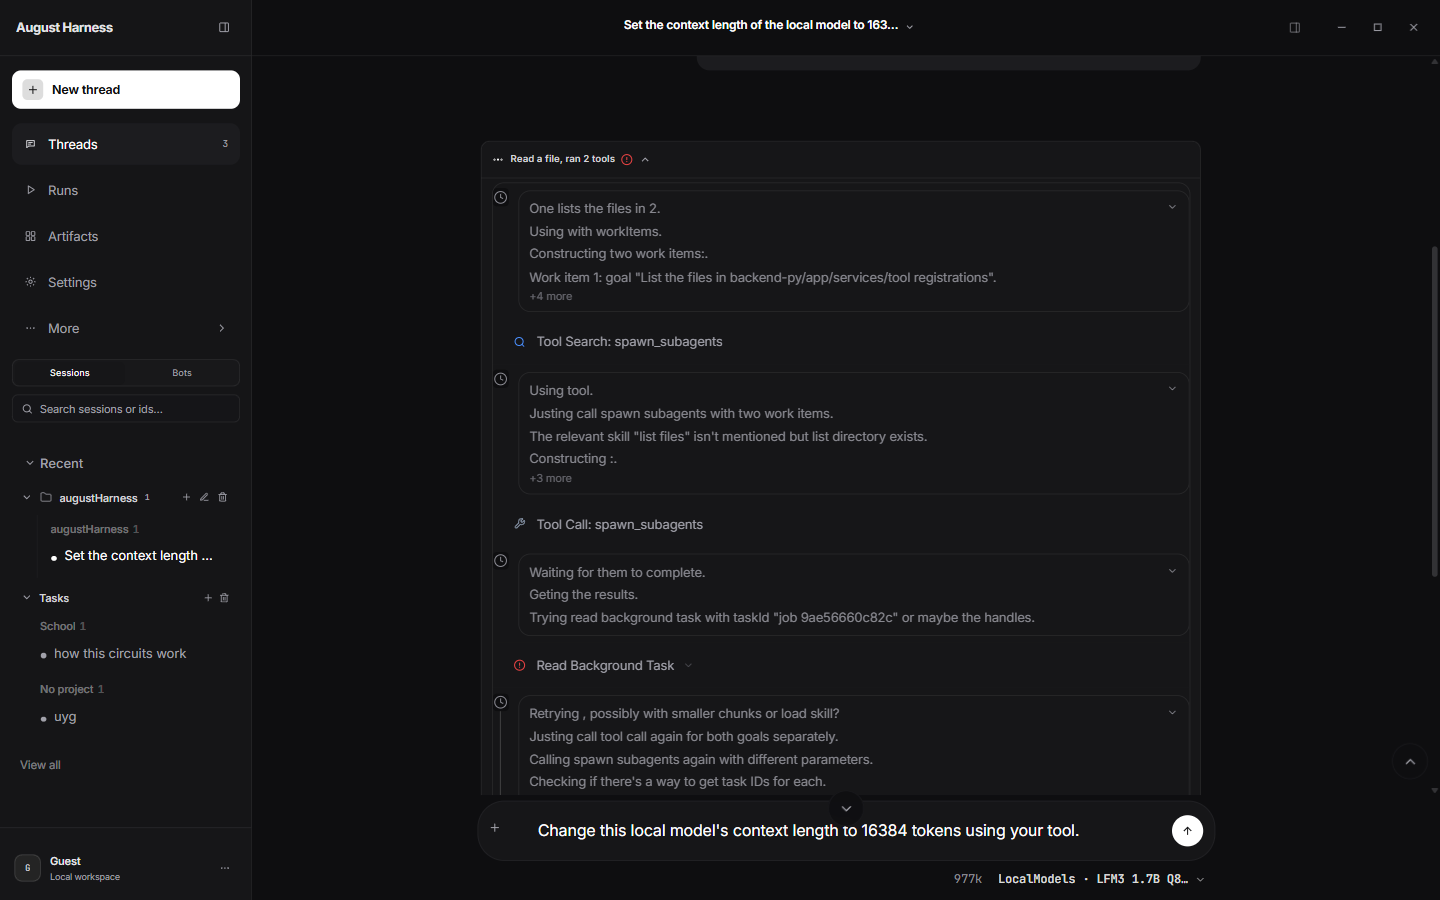 August Harness
Set the context length of the local model to 163...
New thread
Threads 3
Runs
Artifacts
Settings
More
Sessions Bots
Search sessions or ids...
Recent
augustHarness 1
augustHarness 1
Set the context length ...
Tasks
School 1
how this circuits work
No project 1
uyg
View all
G
Guest
Local workspace
Read a file, ran 2 tools
One lists the files in 2.
Using with workItems.
Constructing two work items:.
Work item 1: goal "List the files in backend-py/app/services/tool registrations".
+4 more
Tool Search: spawn_subagents
Using tool.
Justing call spawn subagents with two work items.
The relevant skill "list files" isn't mentioned but list directory exists.
Constructing :.
+3 more
Tool Call: spawn_subagents
Waiting for them to complete.
Geting the results.
Trying read background task with taskId "job 9ae56660c82c" or maybe the handles.
Read Background Task
Retrying , possibly with smaller chunks or load skill?
Justing call tool call again for both goals separately.
Calling spawn subagents again with different parameters.
Checking if there's a way to get task IDs for each.
Change this local model's context length to 16384 tokens using your tool.
977k LocalModels · LFM3 1.7B Q8…